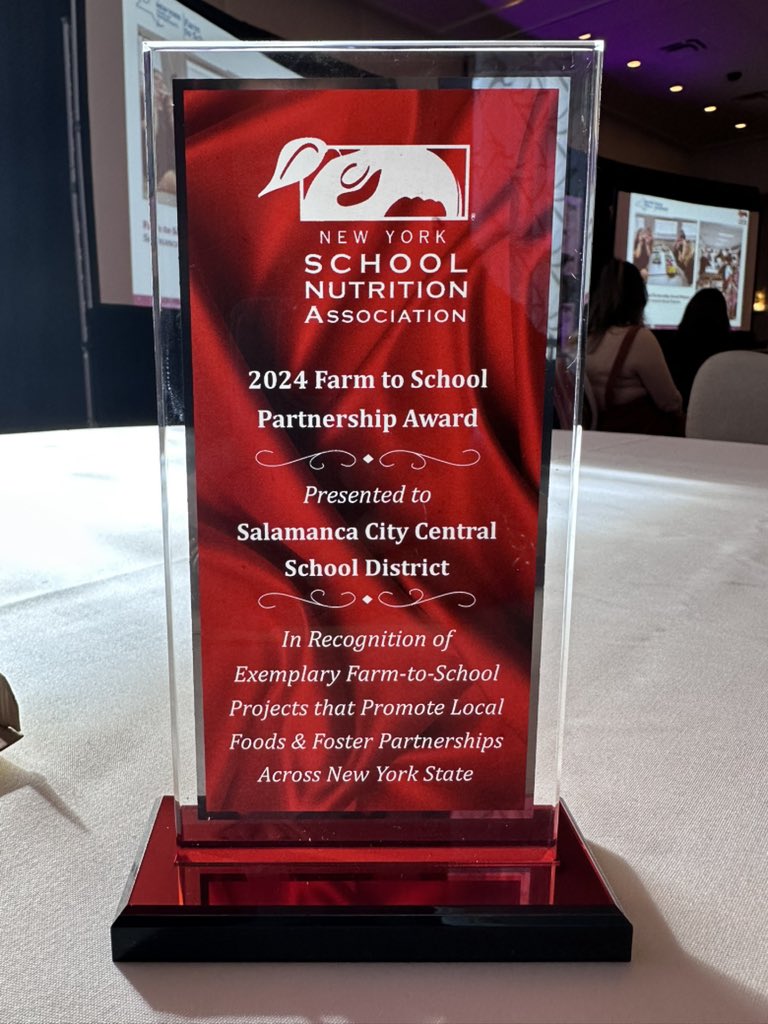 NEW YORK
SCHOOL
NUTRITION
ASSOCIATION
2024 Farm to School
Partnership Award
Presented to
Salamanca City Central
School District
In Recognition of
Exemplary Farm-to-School
Projects that Promote Local
Foods & Foster Partnerships
Across New York State